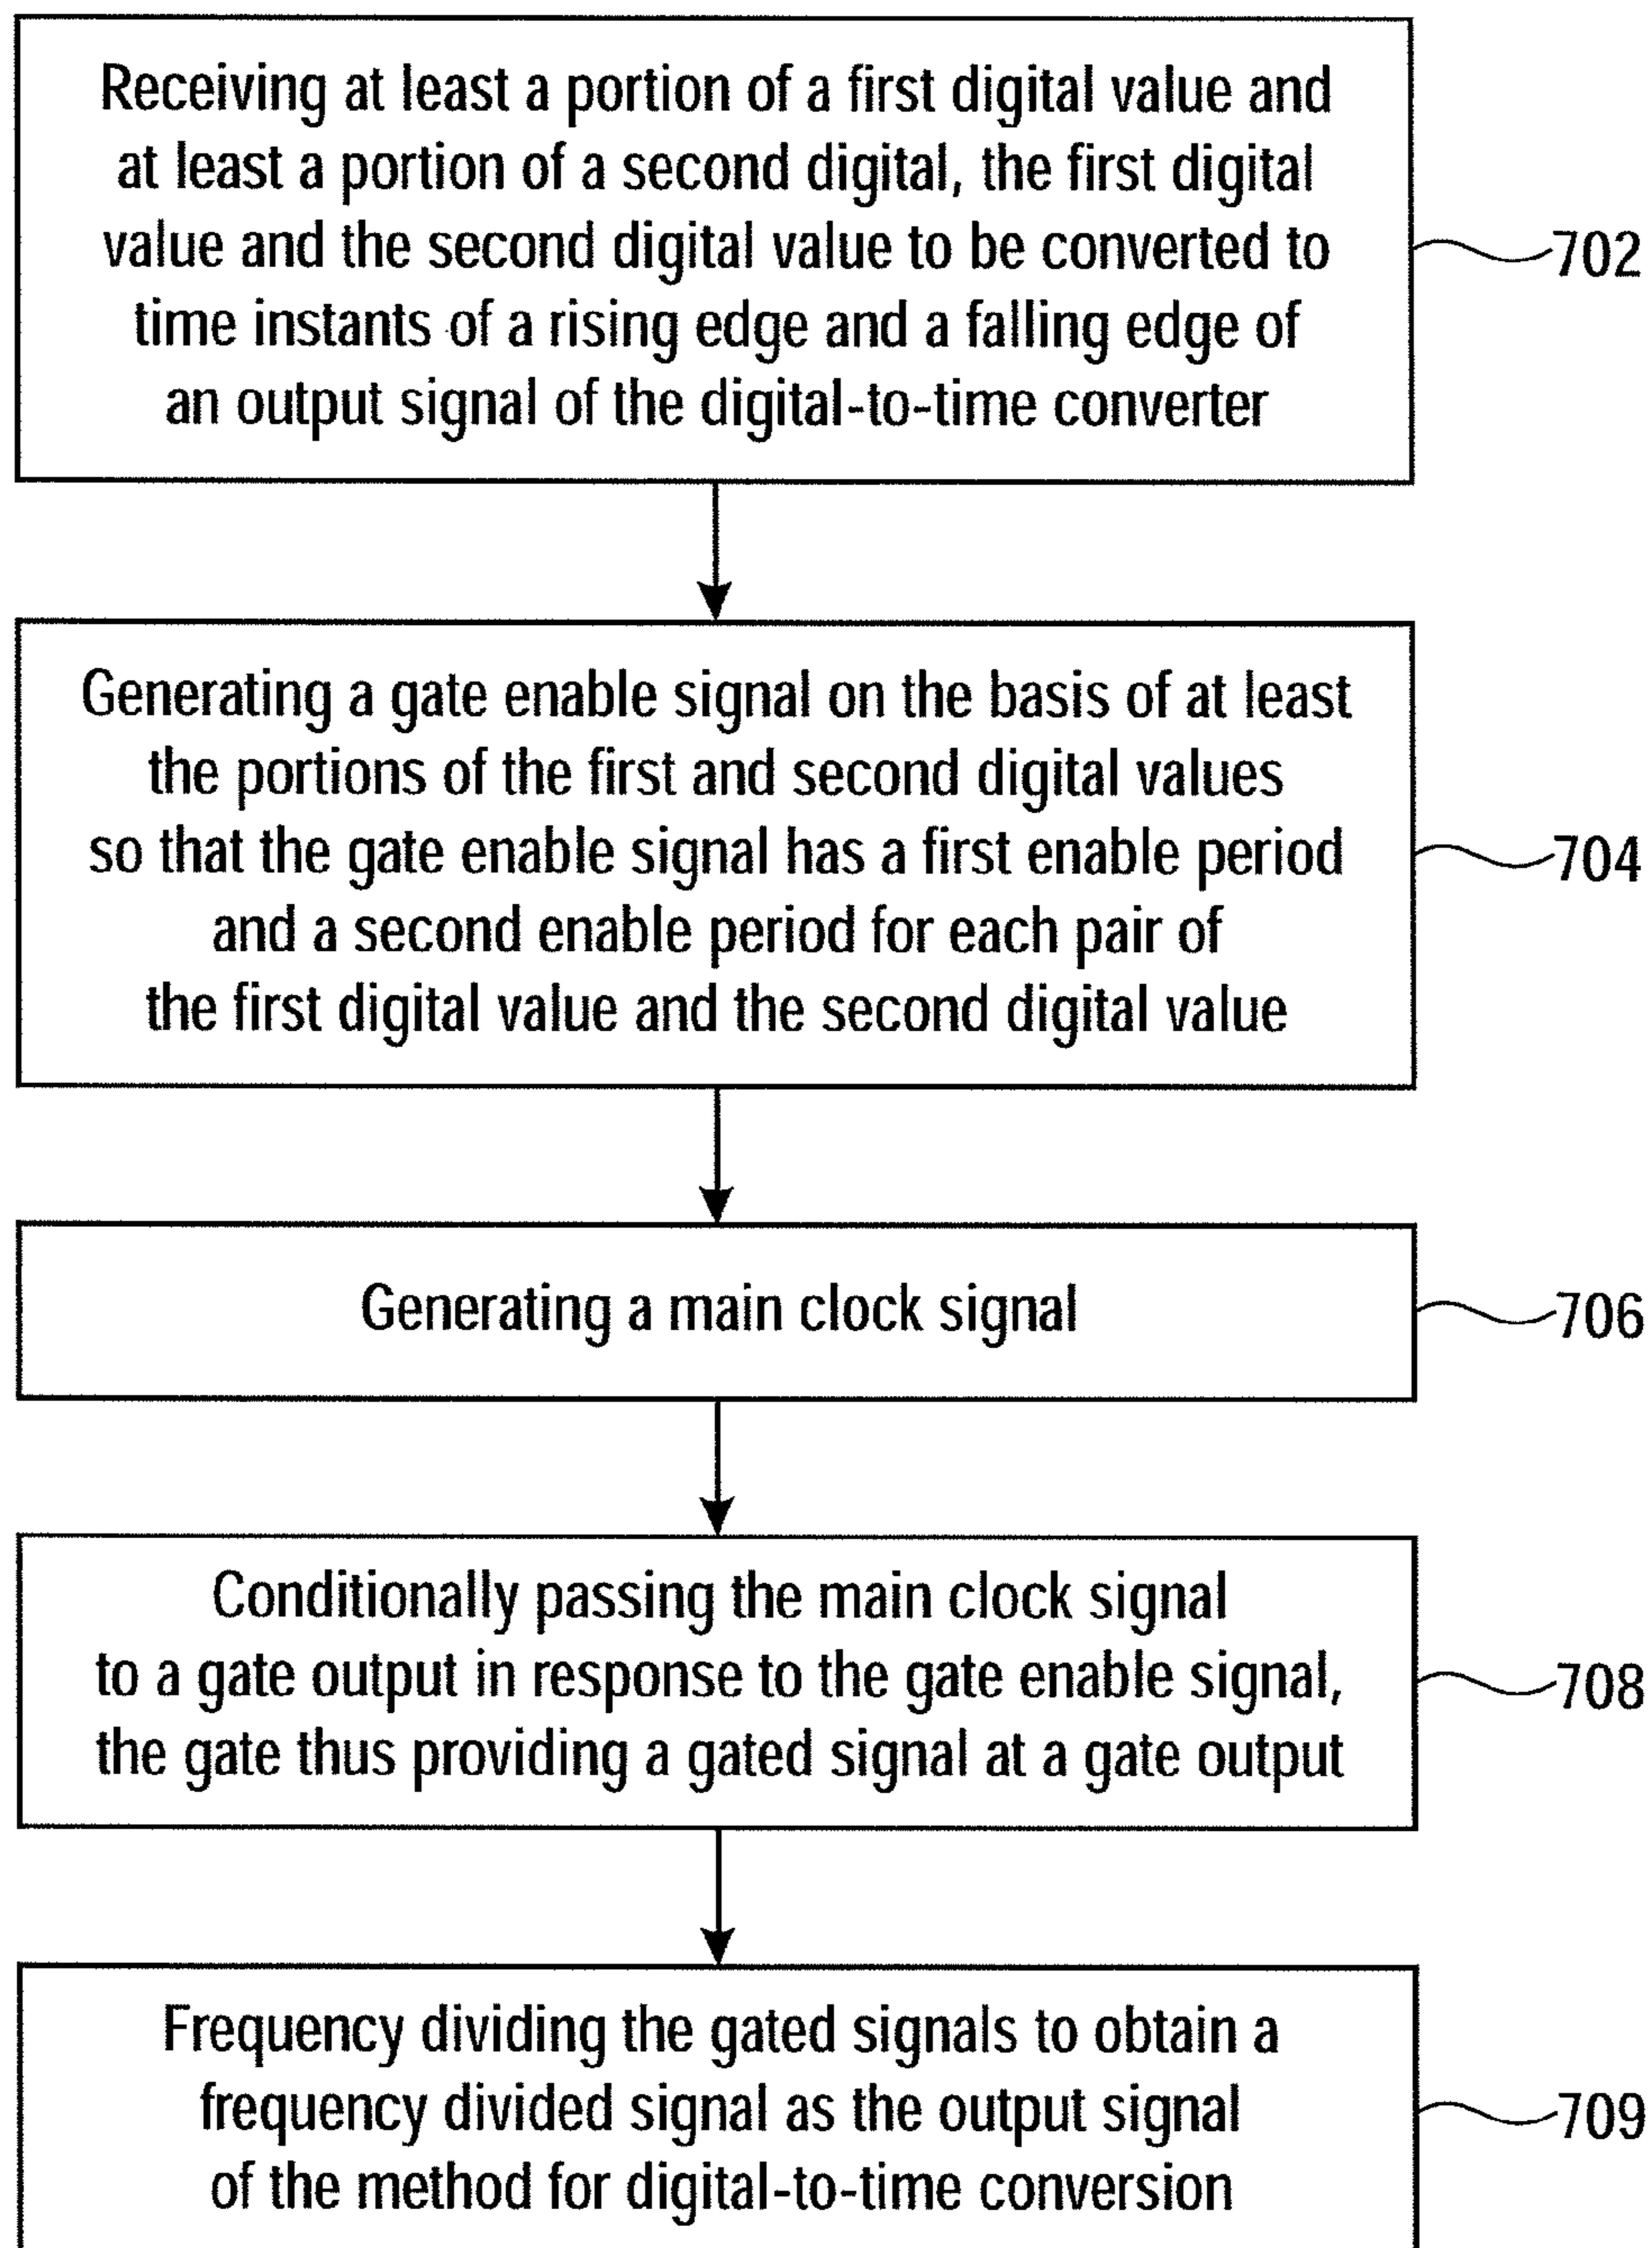 Receiving at least a portion of a first digital value and
at least a portion of a second digital, the first digital
value and the second digital value to be converted to
time instants of a rising edge and a falling edge of
an output signal of the digital-to-time converter
702
Generating a gate enable signal on the basis of at least
the portions of the first and second digital values
so that the gate enable signal has a first enable period
and a second enable period for each pair of
the first digital value and the second digital value
704
Generating a main clock signal
706
Conditionally passing the main clock signal
to a gate output in response to the gate enable signal,
the gate thus providing a gated signal at a gate output
708
Frequency dividing the gated signals to obtain a
frequency divided signal as the output signal
of the method for digital-to-time conversion
709